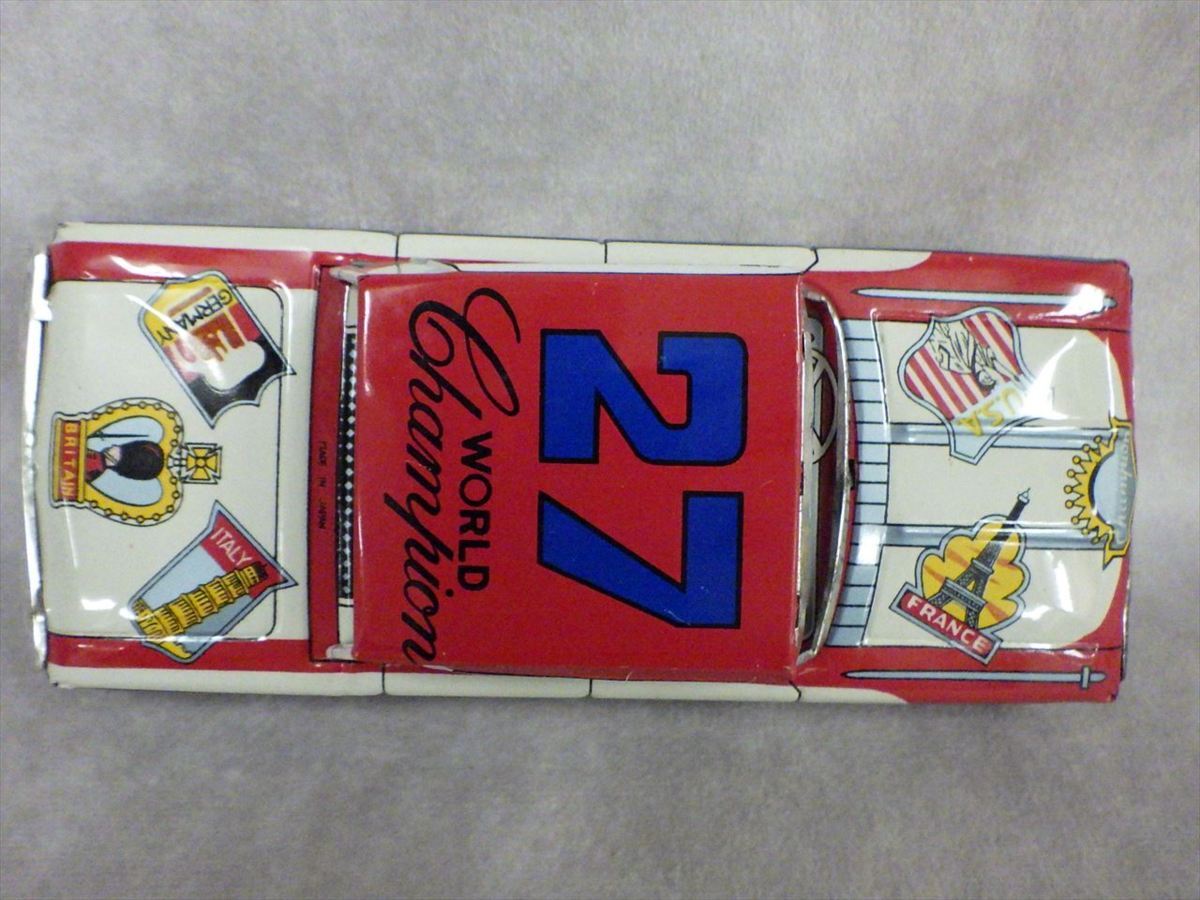 27
WORLD
Champion
MADE IN JAPAN
USA
FRANCE
GERMANY
BRITAIN
ITALY